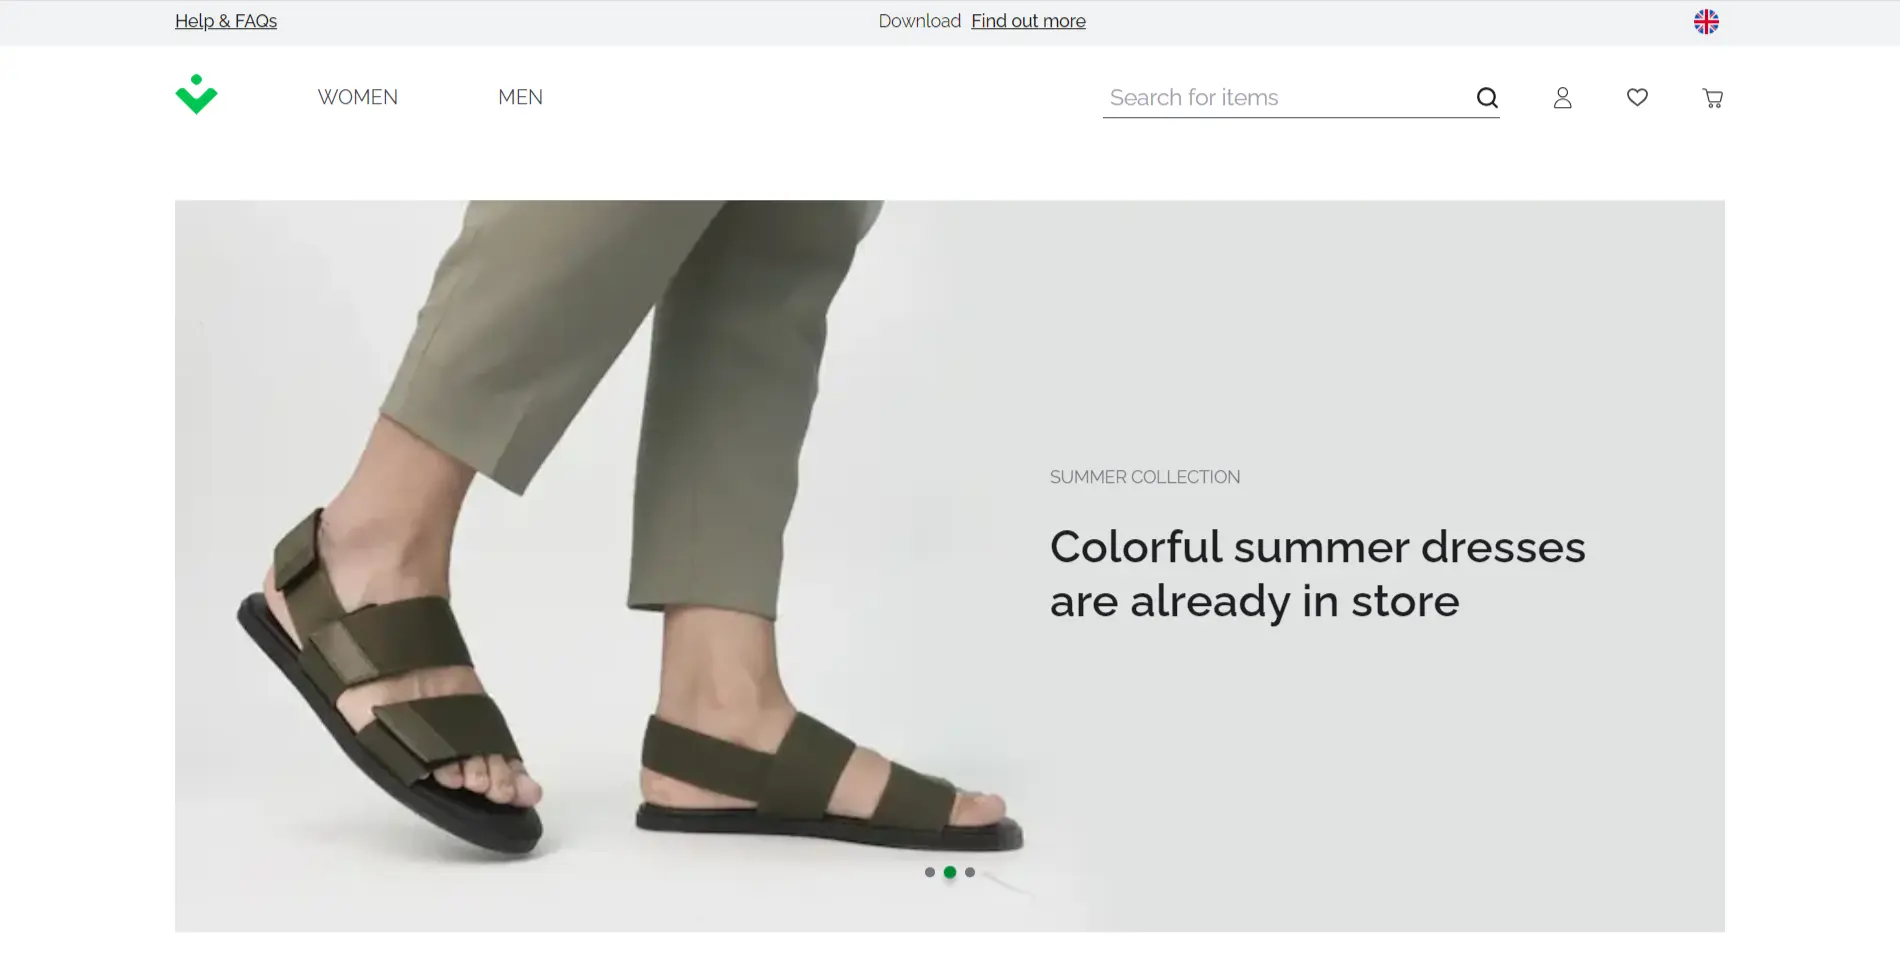 Help & FAQs
Download Find out more
WOMEN
MEN
Search for items
SUMMER COLLECTION
Colorful summer dresses
are already in store